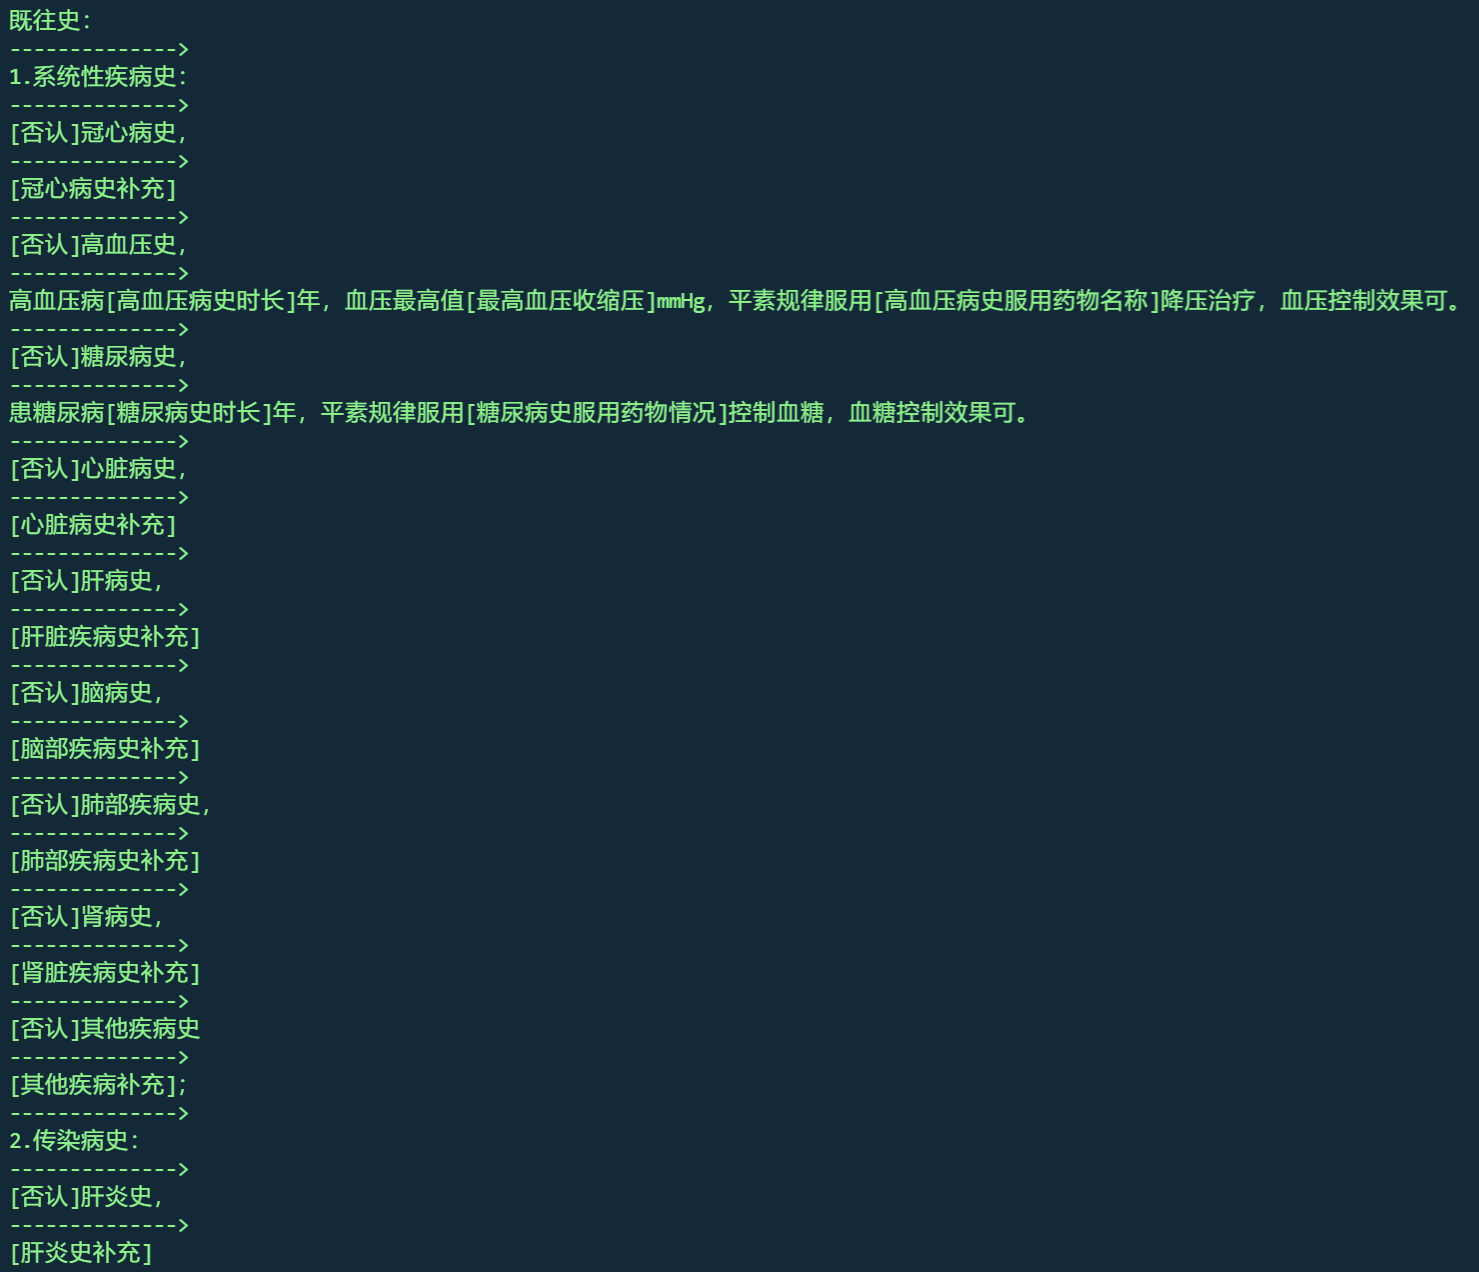 既往史：
-------------->
1.系统性疾病史：
-------------->
[否认]冠心病史，
-------------->
[冠心病史补充]
-------------->
[否认]高血压史，
-------------->
高血压病[高血压病史时长]年，血压最高值[最高血压收缩压]mmHg，平素规律服用[高血压病史服用药物名称]降压治疗，血压控制效果可。
-------------->
[否认]糖尿病史，
-------------->
患糖尿病[糖尿病史时长]年，平素规律服用[糖尿病史服用药物情况]控制血糖，血糖控制效果可。
-------------->
[否认]心脏病史，
-------------->
[心脏病史补充]
-------------->
[否认]肝病史，
-------------->
[肝脏疾病史补充]
-------------->
[否认]脑病史，
-------------->
[脑部疾病史补充]
-------------->
[否认]肺部疾病史，
-------------->
[肺部疾病史补充]
-------------->
[否认]肾病史，
-------------->
[肾脏疾病史补充]
-------------->
[否认]其他疾病史
-------------->
[其他疾病补充]；
-------------->
2.传染病史：
-------------->
[否认]肝炎史，
-------------->
[肝炎史补充]